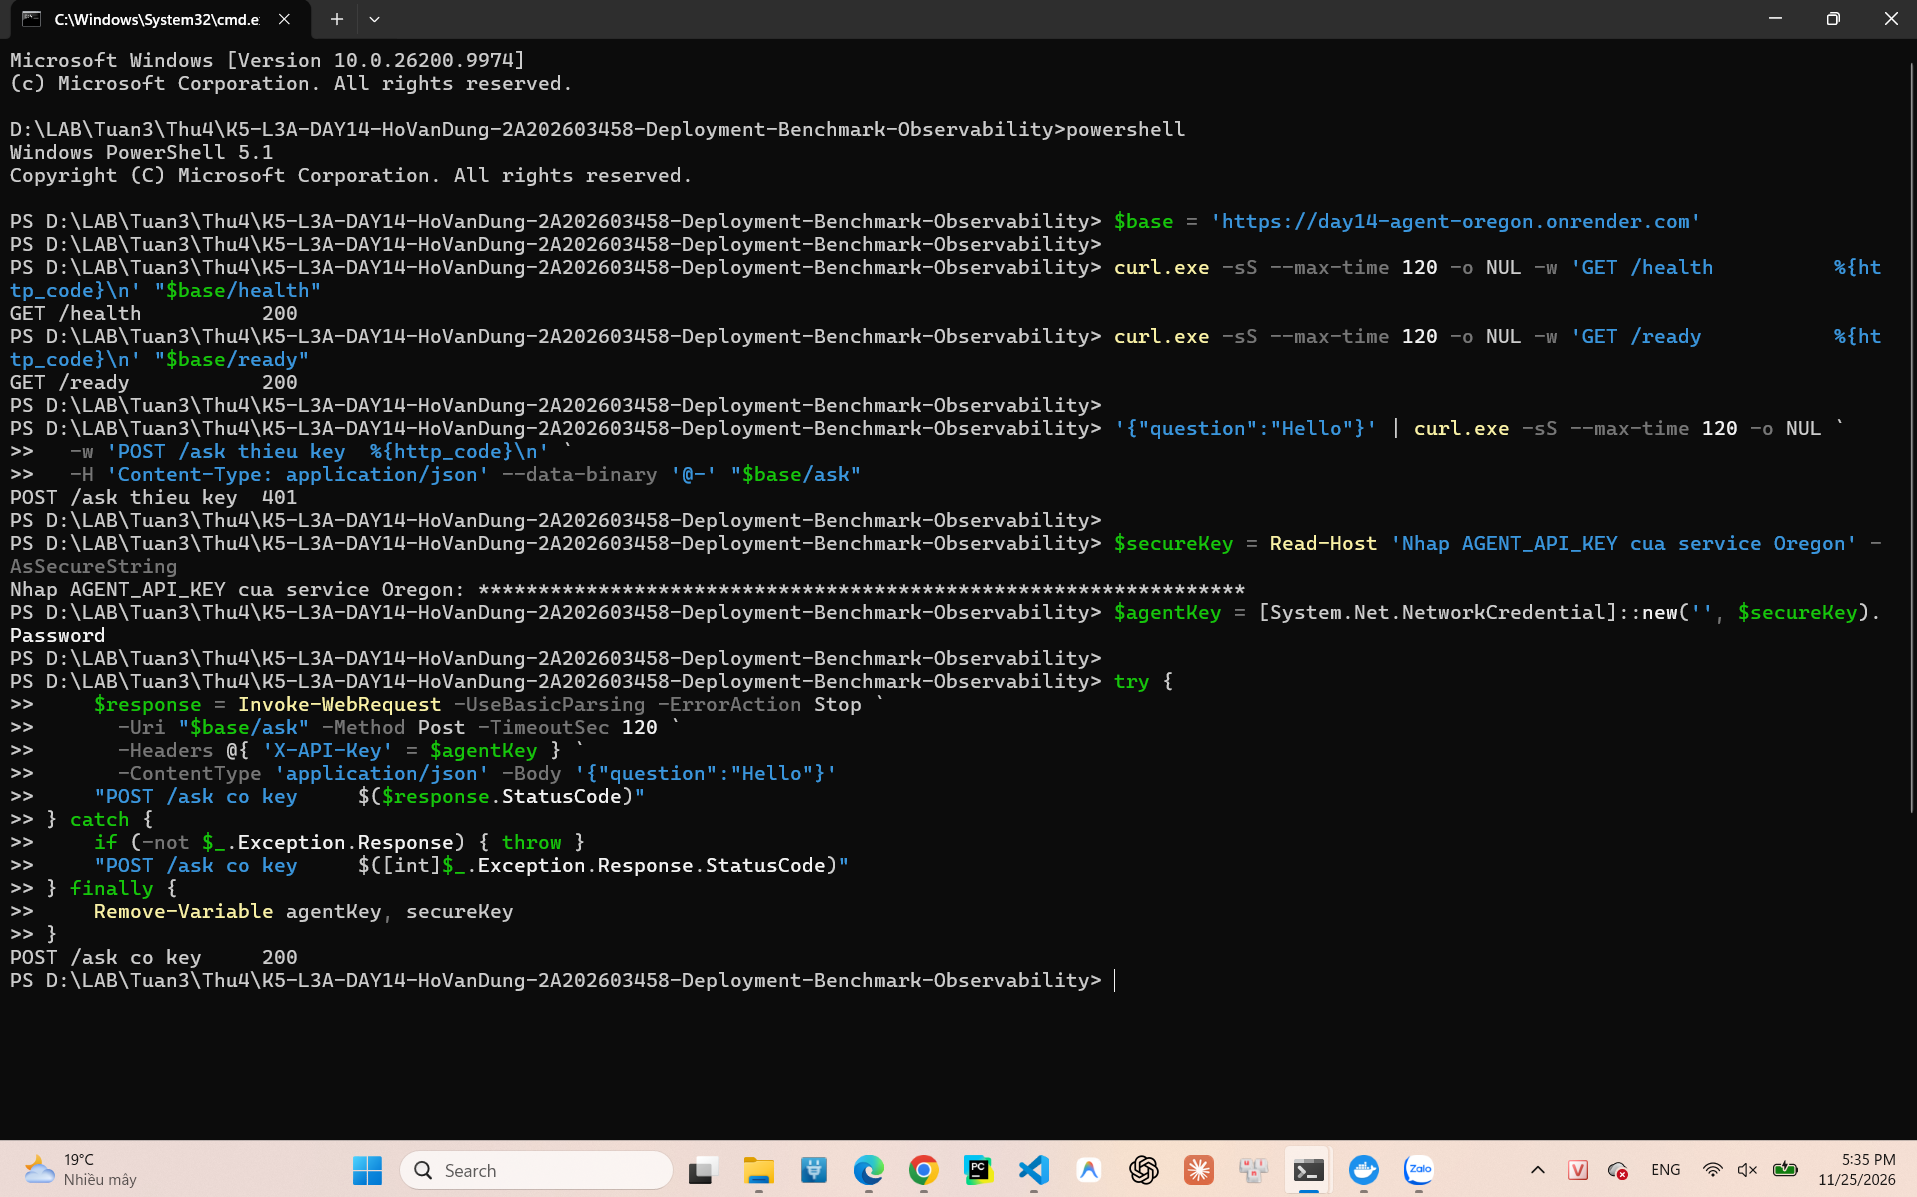 C:\Windows\System32\cmd.e
Microsoft Windows [Version 10.0.26200.9974]
(c) Microsoft Corporation. All rights reserved.
D:\LAB\Tuan3\Thu4\K5-L3A-DAY14-HoVanDung-2A202603458-Deployment-Benchmark-Observability>powershell
Windows PowerShell 5.1
Copyright (C) Microsoft Corporation. All rights reserved.
PS D:\LAB\Tuan3\Thu4\K5-L3A-DAY14-HoVanDung-2A202603458-Deployment-Benchmark-Observability> $base = 'https://day14-agent-oregon.onrender.com'
PS D:\LAB\Tuan3\Thu4\K5-L3A-DAY14-HoVanDung-2A202603458-Deployment-Benchmark-Observability>
PS D:\LAB\Tuan3\Thu4\K5-L3A-DAY14-HoVanDung-2A202603458-Deployment-Benchmark-Observability> curl.exe -sS --max-time 120 -o NUL -w 'GET /health          %{ht
tp_code}\n' "$base/health"
GET /health          200
PS D:\LAB\Tuan3\Thu4\K5-L3A-DAY14-HoVanDung-2A202603458-Deployment-Benchmark-Observability> curl.exe -sS --max-time 120 -o NUL -w 'GET /ready           %{ht
tp_code}\n' "$base/ready"
GET /ready           200
PS D:\LAB\Tuan3\Thu4\K5-L3A-DAY14-HoVanDung-2A202603458-Deployment-Benchmark-Observability>
PS D:\LAB\Tuan3\Thu4\K5-L3A-DAY14-HoVanDung-2A202603458-Deployment-Benchmark-Observability> '{"question":"Hello"}' | curl.exe -sS --max-time 120 -o NUL `
>>   -w 'POST /ask thieu key  %{http_code}\n' `
>>   -H 'Content-Type: application/json' --data-binary '@-' "$base/ask"
POST /ask thieu key  401
PS D:\LAB\Tuan3\Thu4\K5-L3A-DAY14-HoVanDung-2A202603458-Deployment-Benchmark-Observability>
PS D:\LAB\Tuan3\Thu4\K5-L3A-DAY14-HoVanDung-2A202603458-Deployment-Benchmark-Observability> $secureKey = Read-Host 'Nhap AGENT_API_KEY cua service Oregon' -
AsSecureString
Nhap AGENT_API_KEY cua service Oregon: ****************************************************************
PS D:\LAB\Tuan3\Thu4\K5-L3A-DAY14-HoVanDung-2A202603458-Deployment-Benchmark-Observability> $agentKey = [System.Net.NetworkCredential]::new('', $secureKey).
Password
PS D:\LAB\Tuan3\Thu4\K5-L3A-DAY14-HoVanDung-2A202603458-Deployment-Benchmark-Observability>
PS D:\LAB\Tuan3\Thu4\K5-L3A-DAY14-HoVanDung-2A202603458-Deployment-Benchmark-Observability> try {
>>     $response = Invoke-WebRequest -UseBasicParsing -ErrorAction Stop `
>>       -Uri "$base/ask" -Method Post -TimeoutSec 120 `
>>       -Headers @{ 'X-API-Key' = $agentKey } `
>>       -ContentType 'application/json' -Body '{"question":"Hello"}'
>>     "POST /ask co key     $($response.StatusCode)"
>> } catch {
>>     if (-not $_.Exception.Response) { throw }
>>     "POST /ask co key     $([int]$_.Exception.Response.StatusCode)"
>> } finally {
>>     Remove-Variable agentKey, secureKey
>> }
POST /ask co key     200
PS D:\LAB\Tuan3\Thu4\K5-L3A-DAY14-HoVanDung-2A202603458-Deployment-Benchmark-Observability>
19°C
Nhiều mây
Search
PC
Zalo
V
ENG
5:35 PM
11/25/2026